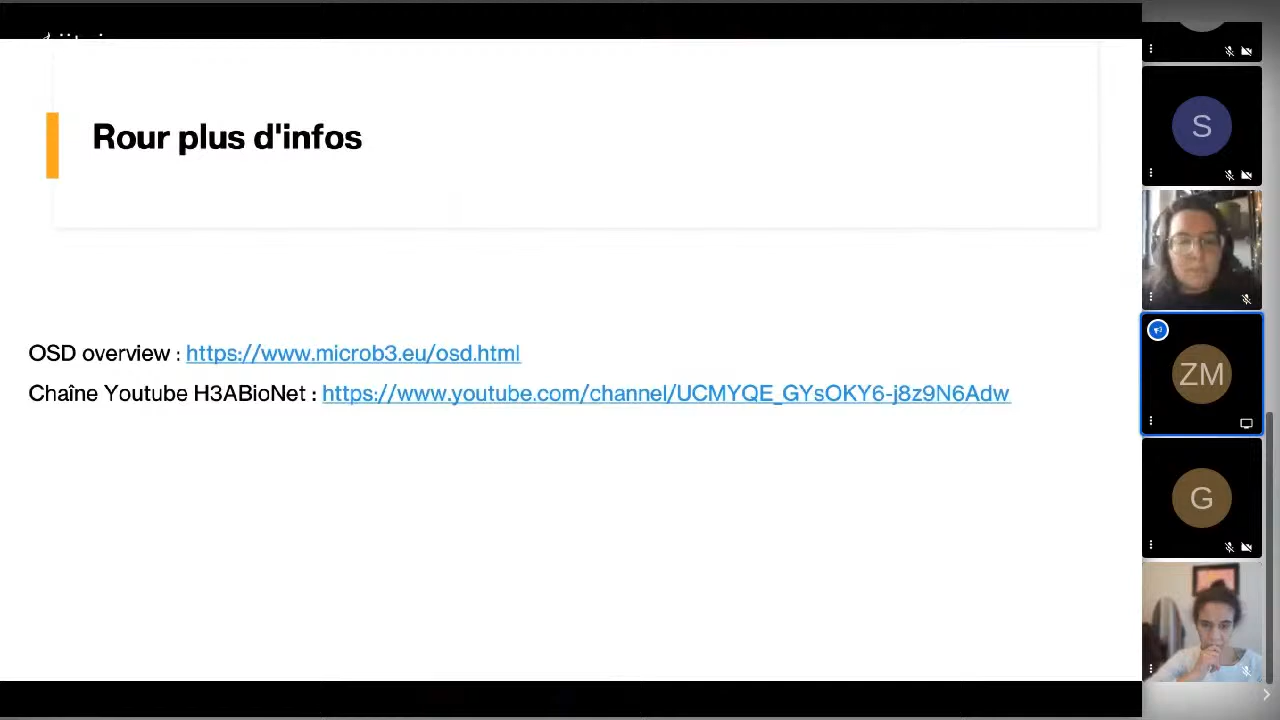 Rour plus d'infos
OSD overview : https://www.microb3.eu/osd.html
Chaîne Youtube H3ABioNet : https://www.youtube.com/channel/UCMYQE_GYsOKY6-j8z9N6Adw
S
ZM
G